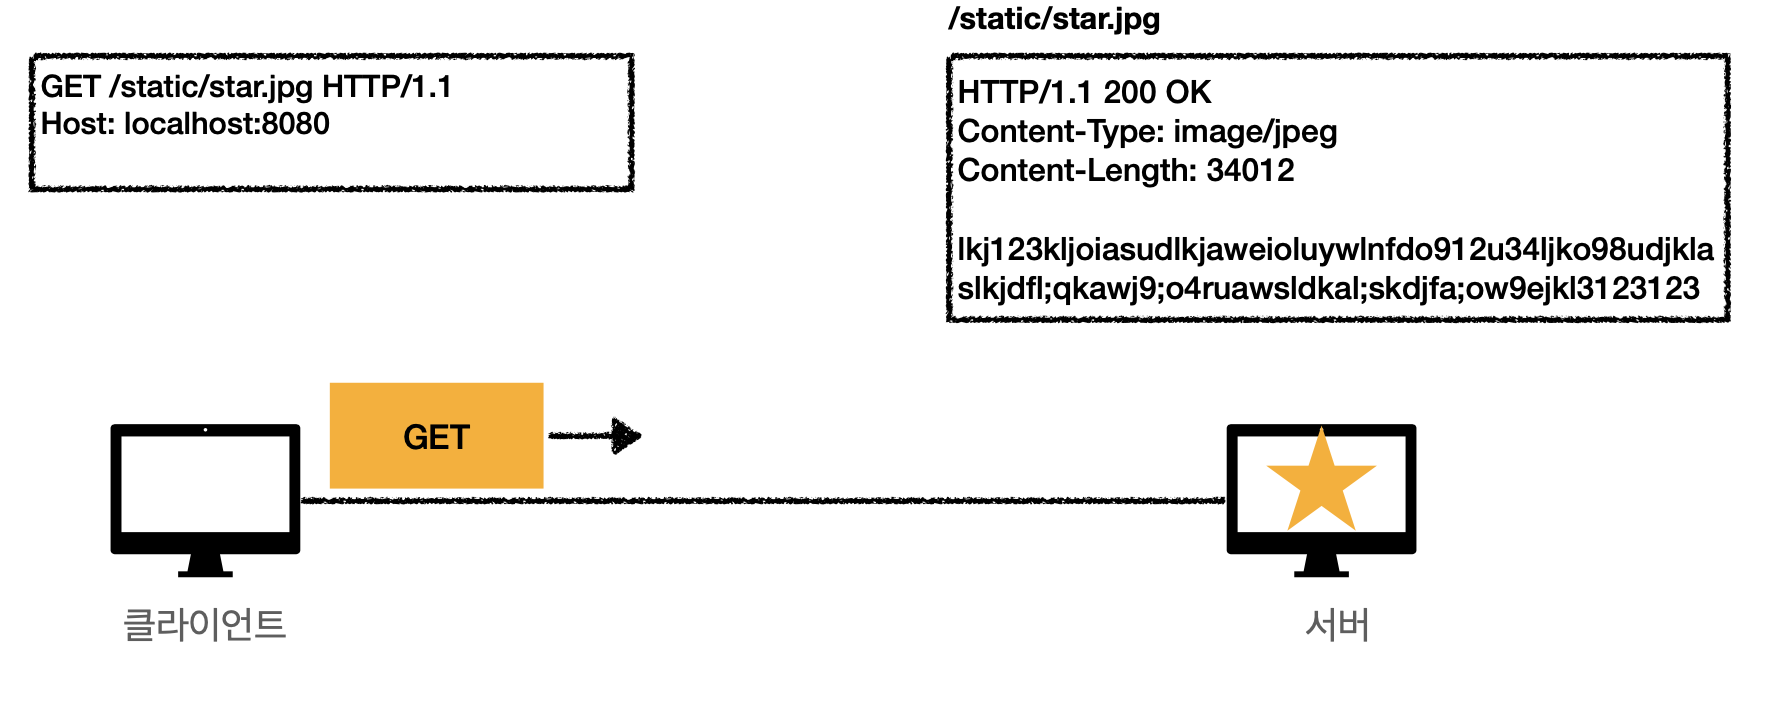 /static/star.jpg
GET /static/star.jpg HTTP/1.1
Host: localhost:8080
HTTP/1.1 200 OK
Content-Type: image/jpeg
Content-Length: 34012
lkj123kljoiasudlkjaweioluywlnfdo912u34ljko98udjkla
slkjdfl;qkawj9;o4ruawsldkal;skdjfa;ow9ejkl3123123
GET
클라이언트
서버